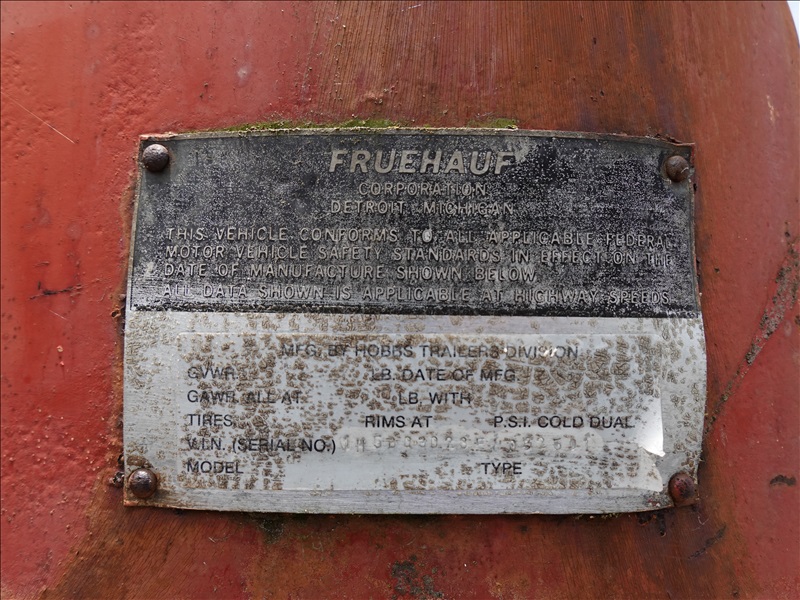 FRUEHAUF
CORPORATION
DETROIT MICHIGAN
THIS VEHICLE CONFORMS TO ALL APPLICABLE FEDERAL
MOTOR VEHICLE SAFETY STANDARDS IN EFFECT ON THE
DATE OF MANUFACTURE SHOWN BELOW.
ALL DATA SHOWN IS APPLICABLE AT HIGHWAY SPEEDS
MFG. BY HOBBS TRAILERS DIVISION
GVWR LB. DATE OF MFG.
GAWR. ALL AT LB. WITH
TIRES RIMS AT P.S.I. COLD DUAL
V.I.N. (SERIAL NO.)
MODEL TYPE